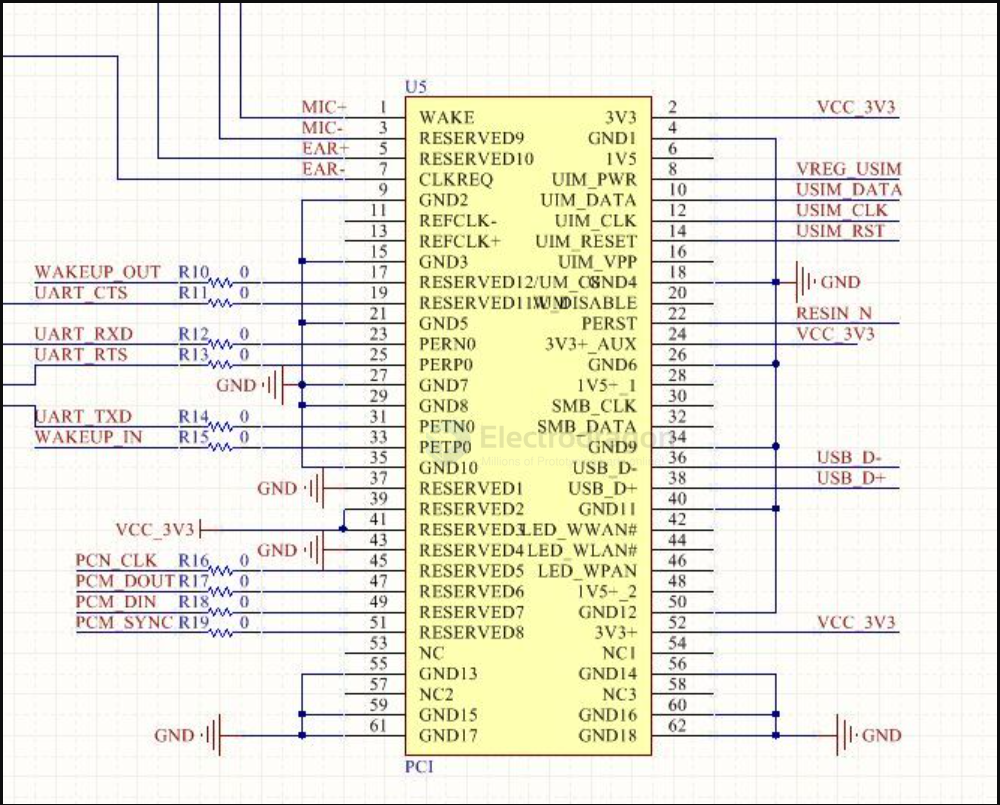 U5
MIC+ 1 WAKE 3V3 2 VCC_3V3
MIC- 3 RESERVED9 GND1 4
EAR+ 5 RESERVED10 1V5 6
EAR- 7 CLKREQ UIM_PWR 8 VREG_USIM
9 GND2 UIM_DATA 10 USIM_DATA
11 REFCLK- UIM_CLK 12 USIM_CLK
13 REFCLK+ UIM_RESET 14 USIM_RST
15 GND3 UIM_VPP 16
WAKEUP_OUT R10 0 17 RESERVED12/UM_C8 GND4 18 GND
UART_CTS R11 0 19 RESERVED11 W_DISABLE 20
21 GND5 PERST 22 RESIN_N
UART_RXD R12 0 23 PERN0 3V3+_AUX 24 VCC_3V3
UART_RTS R13 0 25 PERP0 GND6 26
GND 27 GND7 1V5+_1 28
29 GND8 SMB_CLK 30
UART_TXD R14 0 31 PETN0 SMB_DATA 32
WAKEUP_IN R15 0 33 PETP0 GND9 34
Electrodragon
35 GND10 USB_D- 36 USB_D-
GND 37 RESERVED1 USB_D+ 38 USB_D+
39 RESERVED2 GND11 40
VCC_3V3 41 RESERVED3 LED_WWAN# 42
GND 43 RESERVED4 LED_WLAN# 44
PCN_CLK R16 0 45 RESERVED5 LED_WPAN 46
PCM_DOUT R17 0 47 RESERVED6 1V5+_2 48
PCM_DIN R18 0 49 RESERVED7 GND12 50
PCM_SYNC R19 0 51 RESERVED8 3V3+ 52 VCC_3V3
53 NC NC1 54
55 GND13 GND14 56
57 NC2 NC3 58
59 GND15 GND16 60
GND 61 GND17 GND18 62 GND
PCI